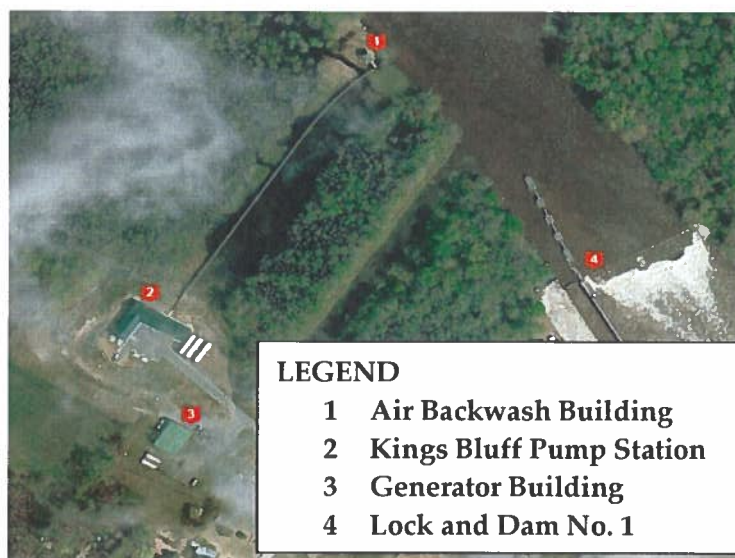 1
4
2
3
LEGEND
1 Air Backwash Building
2 Kings Bluff Pump Station
3 Generator Building
4 Lock and Dam No. 1